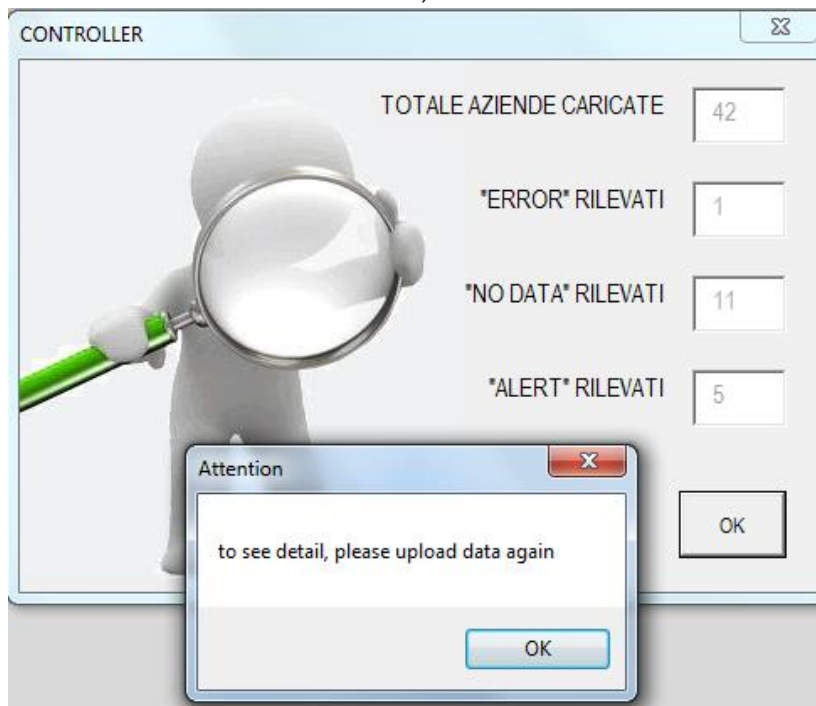 CONTROLLER
TOTALE AZIENDE CARICATE 42
"ERROR" RILEVATI 1
"NO DATA" RILEVATI 11
"ALERT" RILEVATI 5
OK
Attention
to see detail, please upload data again
OK